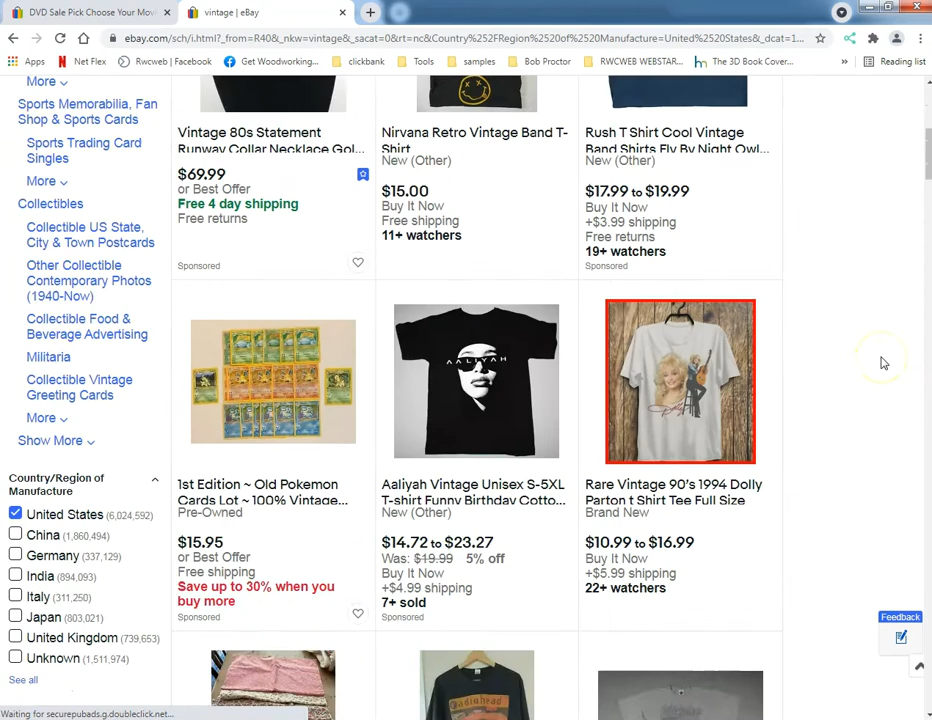 DVD Sale Pick Choose Your Movi
vintage | eBay
ebay.com/sch/i.html?_from=R40&_nkw=vintage&_sacat=0&rt=nc&Country%252FRegion%2520of%2520Manufacture=United%2520States&_dcat=1...
Apps
Net Flex
Rwcweb | Facebook
Get Woodworking...
clickbank
Tools
samples
Bob Proctor
RWCWEB WEBSTAR...
The 3D Book Cover...
»
Reading list
More
Sports Memorabilia, Fan
Shop & Sports Cards
Sports Trading Card
Singles
More
Collectibles
Collectible US State,
City & Town Postcards
Other Collectible
Contemporary Photos
(1940-Now)
Collectible Food &
Beverage Advertising
Militaria
Collectible Vintage
Greeting Cards
More
Show More
Country/Region of
Manufacture
United States (6,024,592)
China (1,860,494)
Germany (337,129)
India (894,093)
Italy (311,250)
Japan (803,021)
United Kingdom (739,653)
Unknown (1,511,974)
See all
Vintage 80s Statement
Runway Collar Necklace Gol...
$69.99
or Best Offer
Free 4 day shipping
Free returns
Sponsored
Nirvana Retro Vintage Band T-
Shirt
New (Other)
$15.00
Buy It Now
Free shipping
11+ watchers
Rush T Shirt Cool Vintage
Band Shirts Fly By Night Owl...
New (Other)
$17.99 to $19.99
Buy It Now
+$3.99 shipping
Free returns
19+ watchers
Sponsored
1st Edition ~ Old Pokemon
Cards Lot ~ 100% Vintage...
Pre-Owned
$15.95
or Best Offer
Free shipping
Save up to 30% when you
buy more
Sponsored
AALIYAH
Aaliyah Vintage Unisex S-5XL
T-shirt Funny Birthday Cotto...
New (Other)
$14.72 to $23.27
Was: $19.99 5% off
Buy It Now
+$4.99 shipping
7+ sold
Sponsored
Rare Vintage 90's 1994 Dolly
Parton t Shirt Tee Full Size
Brand New
$10.99 to $16.99
Buy It Now
+$5.99 shipping
22+ watchers
Radiohead
Feedback
Waiting for securepubads.g.doubleclick.net...